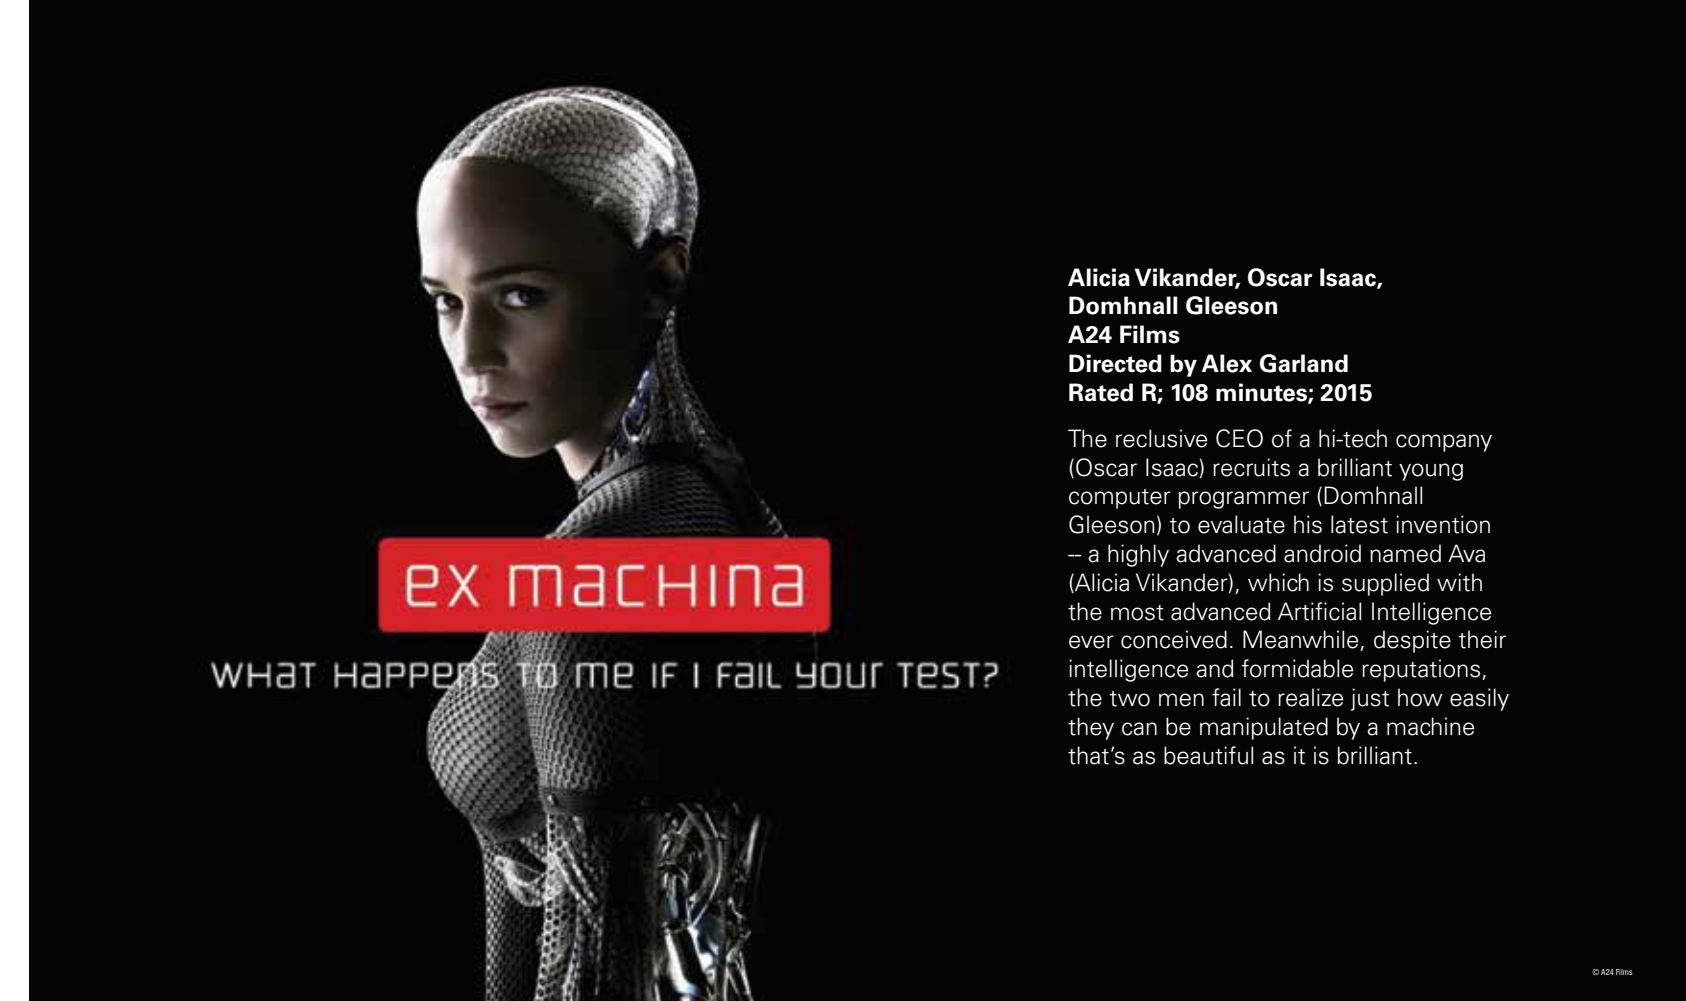 ex machina
WHAT HAPPENS TO ME IF I FAIL YOUR TEST?
Alicia Vikander, Oscar Isaac,
Domhnall Gleeson
A24 Films
Directed by Alex Garland
Rated R; 108 minutes; 2015
The reclusive CEO of a hi-tech company
(Oscar Isaac) recruits a brilliant young
computer programmer (Domhnall
Gleeson) to evaluate his latest invention
-- a highly advanced android named Ava
(Alicia Vikander), which is supplied with
the most advanced Artificial Intelligence
ever conceived. Meanwhile, despite their
intelligence and formidable reputations,
the two men fail to realize just how easily
they can be manipulated by a machine
that's as beautiful as it is brilliant.
© A24 Films